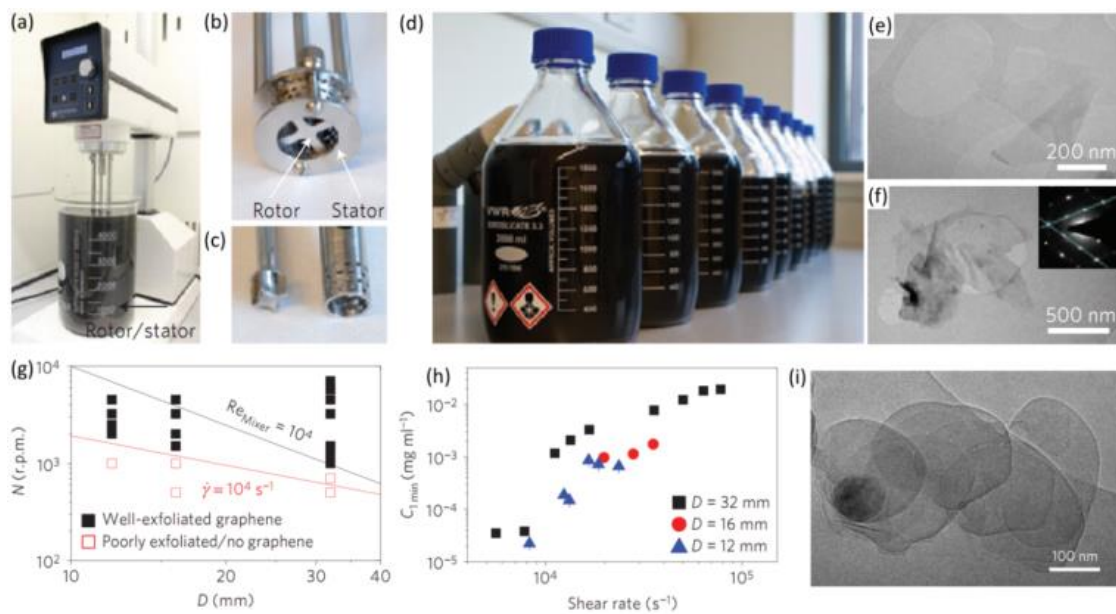 (a)
(b)
(c)
(d)
(e)
(f)
Rotor/stator
Rotor
Stator
200 nm
500 nm
(g)
10⁴
10³
10²
N (r.p.m.)
Re_Mixer = 10⁴
γ̇ = 10⁴ s⁻¹
Well-exfoliated graphene
Poorly exfoliated/no graphene
10
20
30
40
D (mm)
(h)
10⁻²
10⁻³
10⁻⁴
10⁻⁵
C₁ min (mg ml⁻¹)
D = 32 mm
D = 16 mm
D = 12 mm
10⁴
10⁵
Shear rate (s⁻¹)
(i)
100 nm